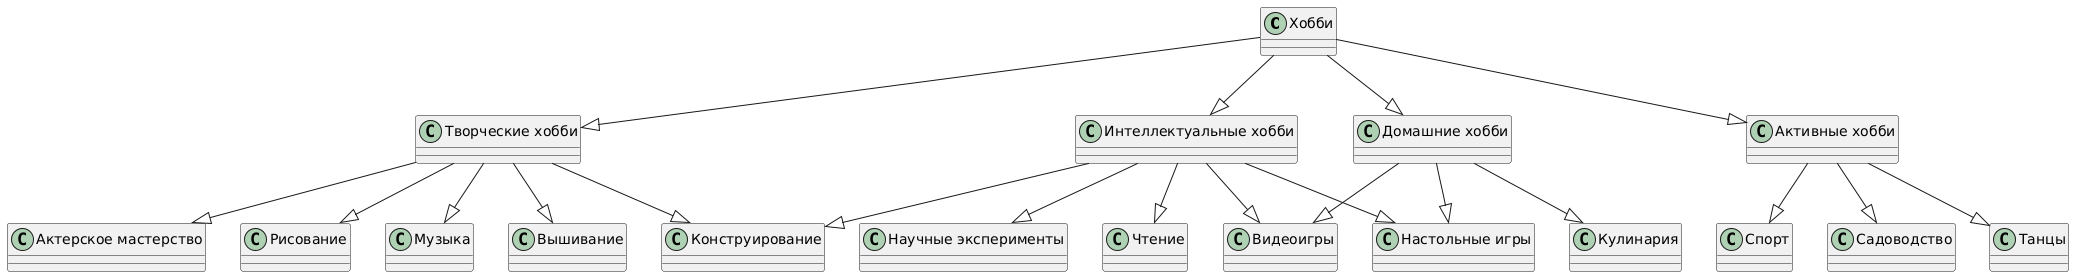 C Хобби
C Творческие хобби
C Интеллектуальные хобби
C Домашние хобби
C Активные хобби
C Актерское мастерство
C Рисование
C Музыка
C Вышивание
C Конструирование
C Научные эксперименты
C Чтение
C Видеоигры
C Настольные игры
C Кулинария
C Спорт
C Садоводство
C Танцы